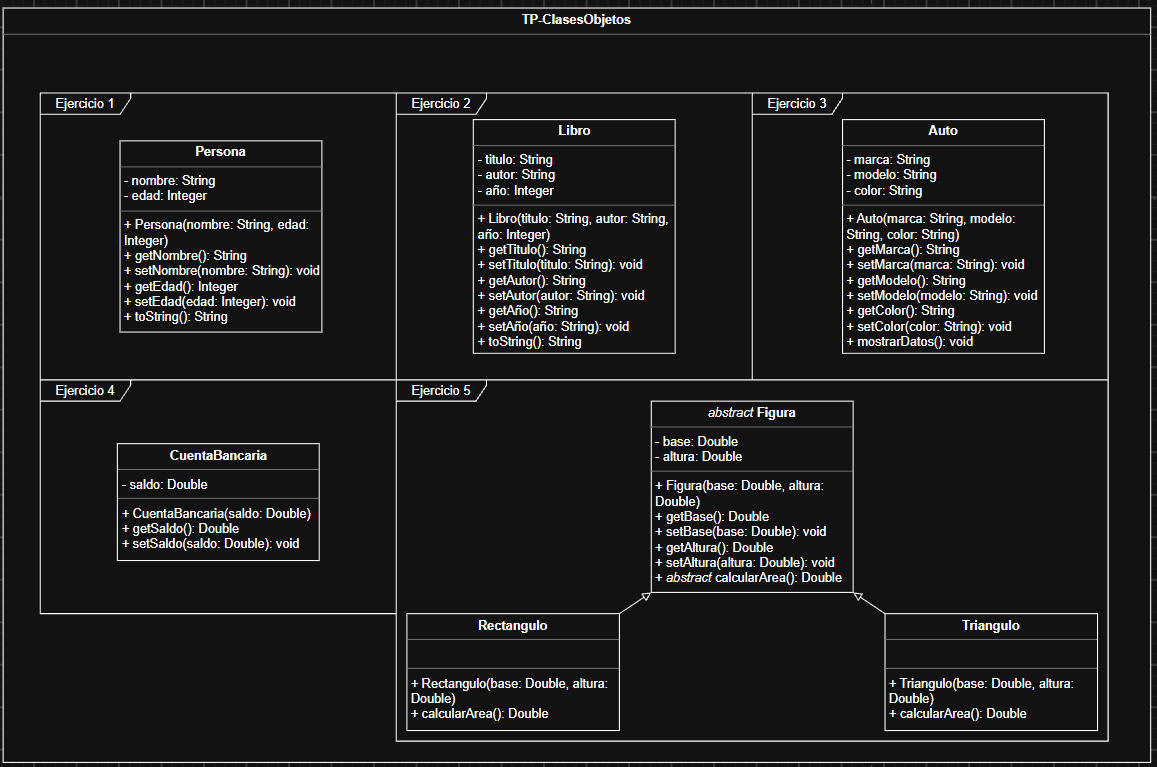 TP-ClasesObjetos
Ejercicio 1
Persona
- nombre: String
- edad: Integer
+ Persona(nombre: String, edad:
Integer)
+ getNombre(): String
+ setNombre(nombre: String): void
+ getEdad(): Integer
+ setEdad(edad: Integer): void
+ toString(): String
Ejercicio 2
Libro
- titulo: String
- autor: String
- año: Integer
+ Libro(titulo: String, autor: String,
año: Integer)
+ getTitulo(): String
+ setTitulo(titulo: String): void
+ getAutor(): String
+ setAutor(autor: String): void
+ getAño(): String
+ setAño(año: String): void
+ toString(): String
Ejercicio 3
Auto
- marca: String
- modelo: String
- color: String
+ Auto(marca: String, modelo:
String, color: String)
+ getMarca(): String
+ setMarca(marca: String): void
+ getModelo(): String
+ setModelo(modelo: String): void
+ getColor(): String
+ setColor(color: String): void
+ mostrarDatos(): void
Ejercicio 4
CuentaBancaria
- saldo: Double
+ CuentaBancaria(saldo: Double)
+ getSaldo(): Double
+ setSaldo(saldo: Double): void
Ejercicio 5
abstract Figura
- base: Double
- altura: Double
+ Figura(base: Double, altura:
Double)
+ getBase(): Double
+ setBase(base: Double): void
+ getAltura(): Double
+ setAltura(altura: Double): void
+ abstract calcularArea(): Double
Rectangulo
+ Rectangulo(base: Double, altura:
Double)
+ calcularArea(): Double
Triangulo
+ Triangulo(base: Double, altura:
Double)
+ calcularArea(): Double